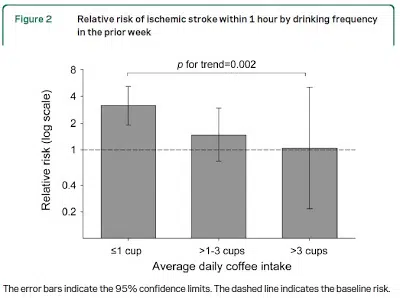 Figure 2 Relative risk of ischemic stroke within 1 hour by drinking frequency
in the prior week
p for trend=0.002
Relative risk (log scale)
8
4
2
1
0.4
0.2
≤1 cup >1-3 cups >3 cups
Average daily coffee intake
The error bars indicate the 95% confidence limits. The dashed line indicates the baseline risk.